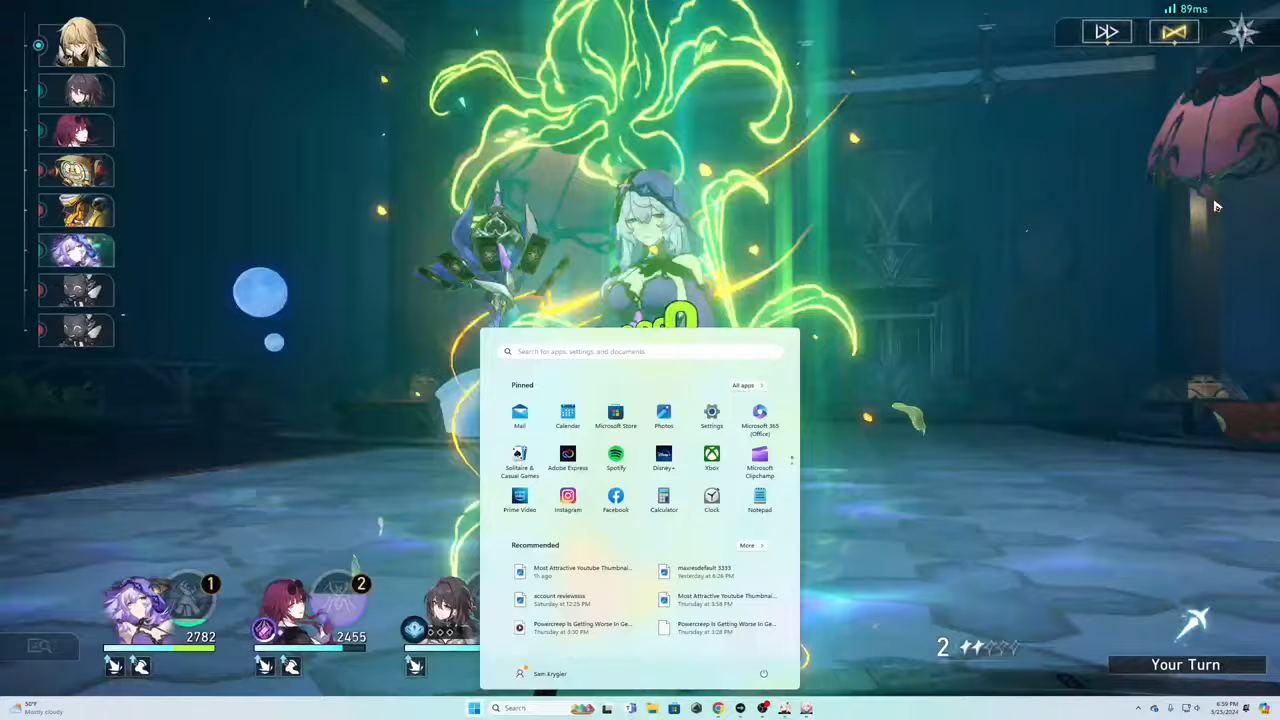 89ms
Search for apps, settings, and documents
Pinned
All apps
Mail
Calendar
Microsoft Store
Photos
Settings
Microsoft 365
(Office)
Solitaire &
Casual Games
Adobe Express
Spotify
Disney+
Xbox
Microsoft
Clipchamp
Prime Video
Instagram
Facebook
Calculator
Clock
Notepad
Recommended
More
Most Attractive Youtube Thumbnai...
1h ago
maxresdefault 3333
Yesterday at 6:26 PM
account reviewssss
Saturday at 12:25 PM
Most Attractive Youtube Thumbnai...
Thursday at 3:58 PM
Powercreep Is Getting Worse In Ge...
Thursday at 3:30 PM
Powercreep Is Getting Worse In Ge...
Thursday at 3:28 PM
Sam Krygier
1
2782
2
2455
2
Your Turn
50°F
Mostly cloudy
Search
6:59 PM
3/25/2024